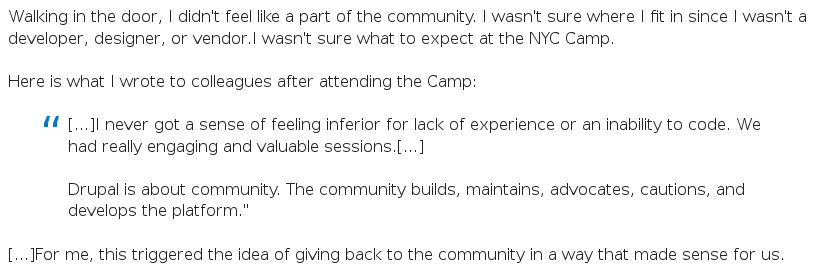 Walking in the door, I didn't feel like a part of the community. I wasn't sure where I fit in since I wasn't a
developer, designer, or vendor.I wasn't sure what to expect at the NYC Camp.
Here is what I wrote to colleagues after attending the Camp:
“ [...]I never got a sense of feeling inferior for lack of experience or an inability to code. We
had really engaging and valuable sessions.[...]
Drupal is about community. The community builds, maintains, advocates, cautions, and
develops the platform."
[...]For me, this triggered the idea of giving back to the community in a way that made sense for us.